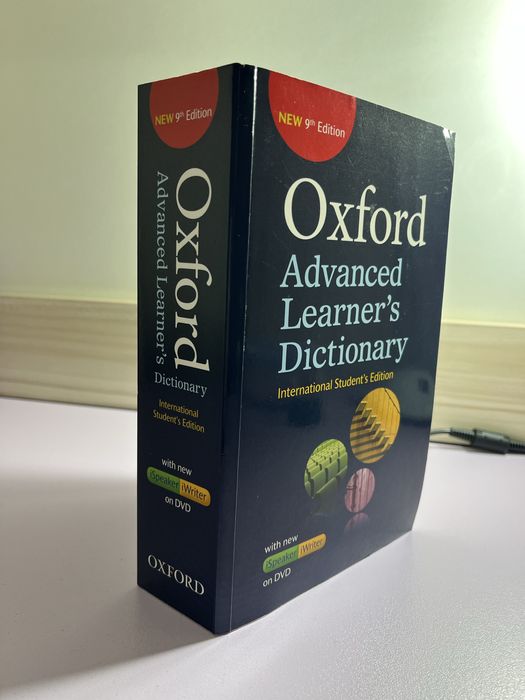 NEW 9th Edition
Oxford
Advanced Learner's
Dictionary
International
Student's Edition
with new
iSpeaker iWriter
on DVD
OXFORD
NEW 9th Edition
Oxford
Advanced
Learner's
Dictionary
International Student's Edition
with new
iSpeaker iWriter
on DVD